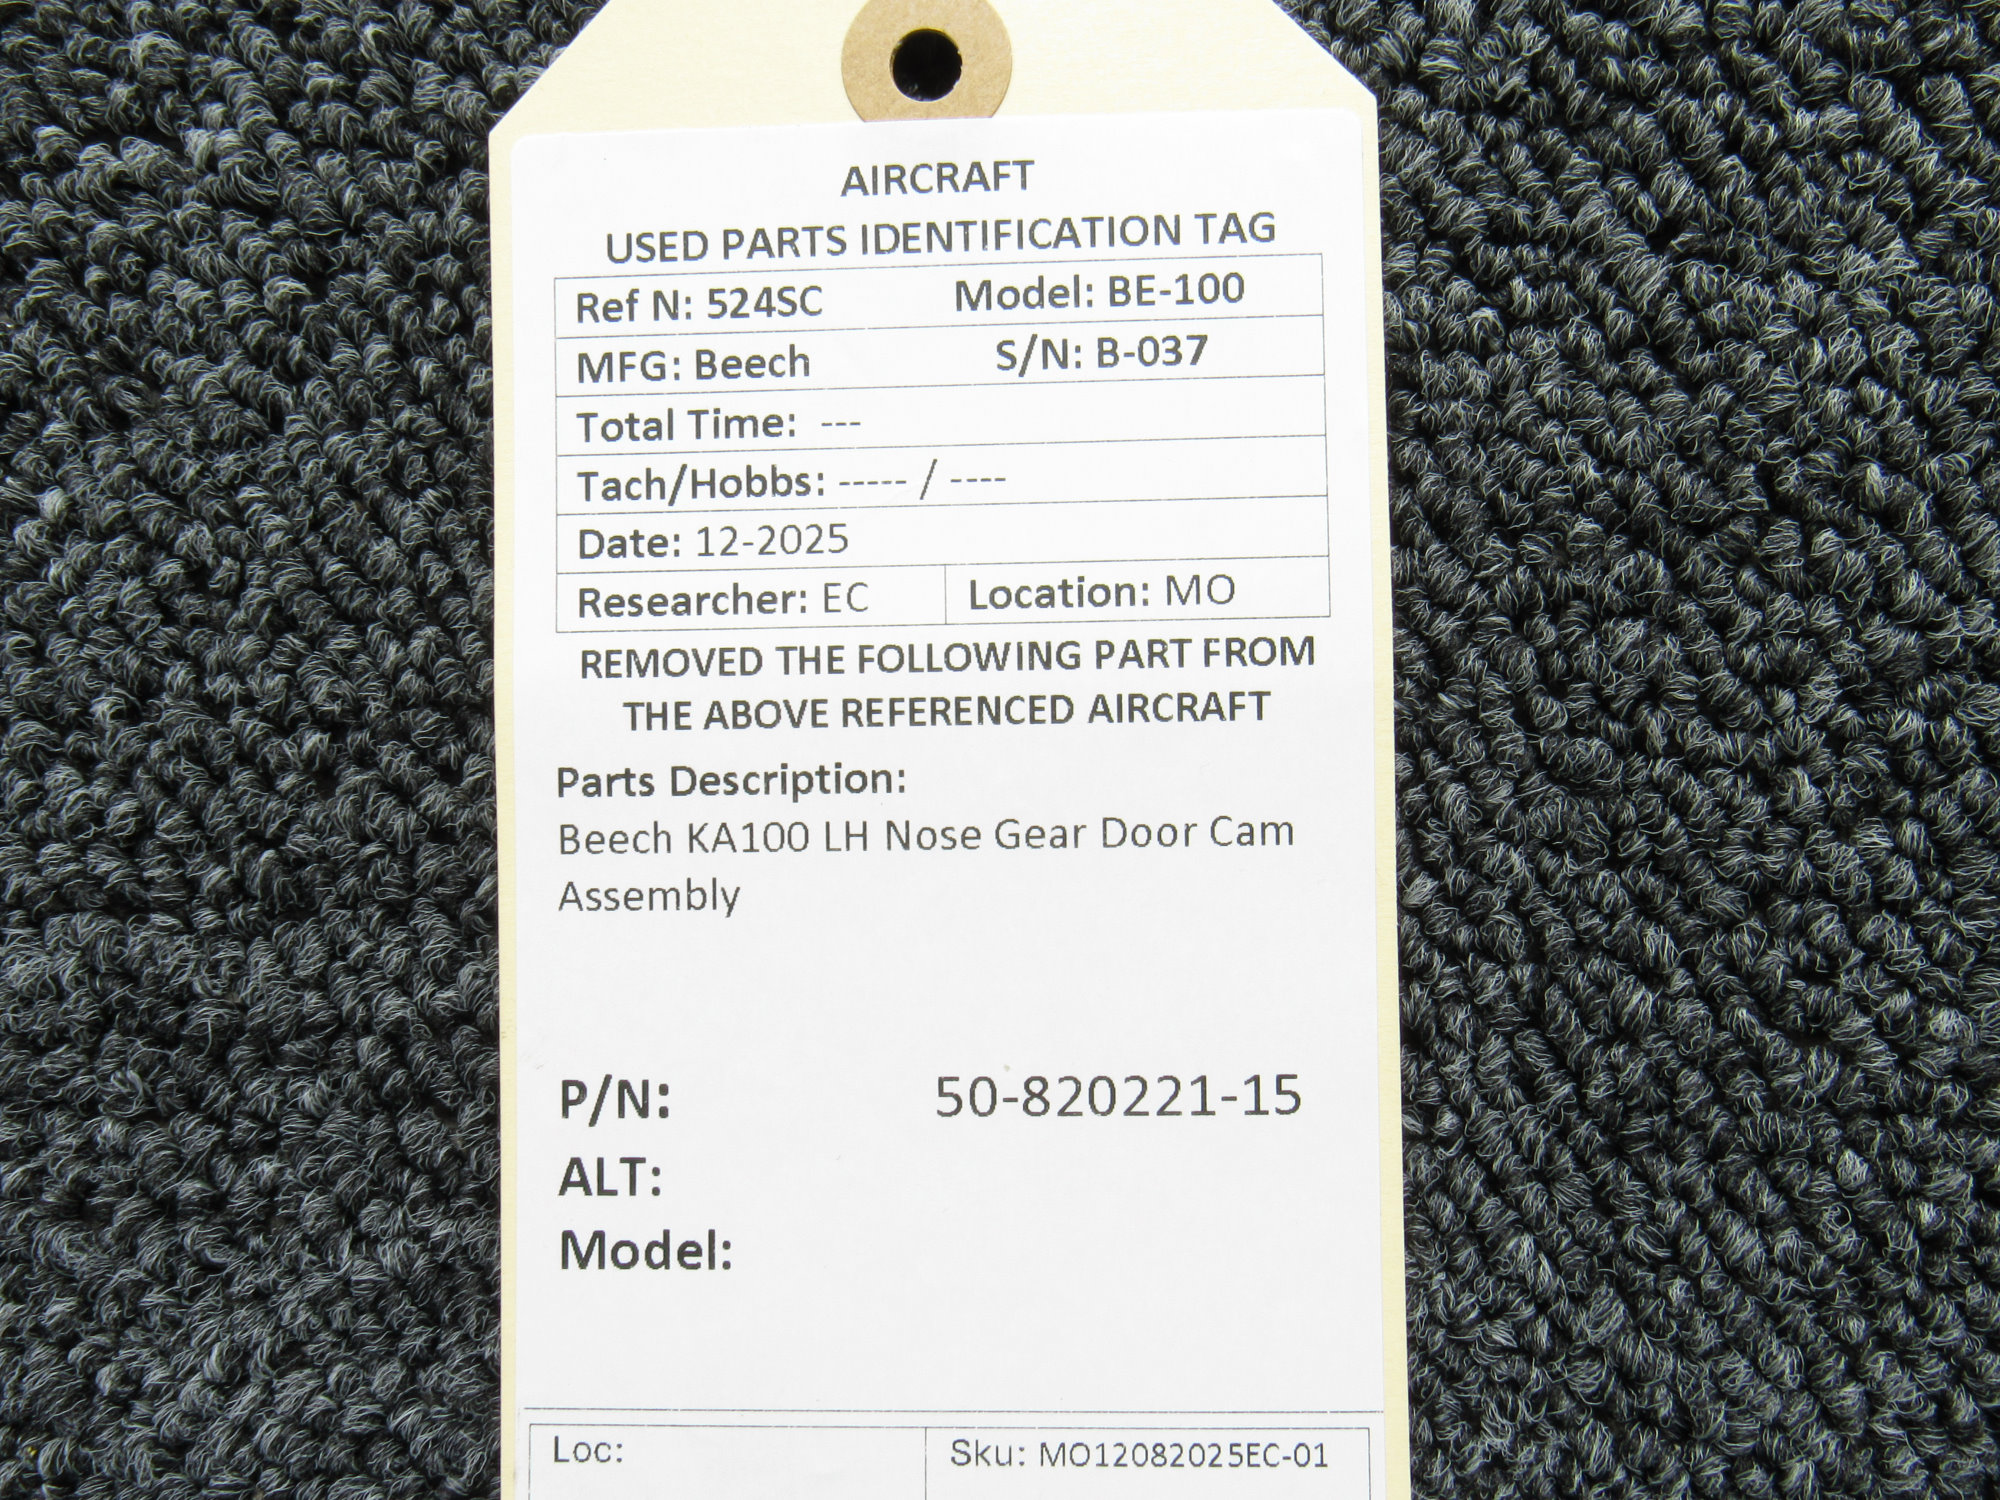 AIRCRAFT
USED PARTS IDENTIFICATION TAG
Ref N: 524SC Model: BE-100
MFG: Beech S/N: B-037
Total Time: ---
Tach/Hobbs: ----- / ----
Date: 12-2025
Researcher: EC Location: MO
REMOVED THE FOLLOWING PART FROM
THE ABOVE REFERENCED AIRCRAFT
Parts Description:
Beech KA100 LH Nose Gear Door Cam
Assembly
P/N: 50-820221-15
ALT:
Model:
Loc: Sku: MO12082025EC-01